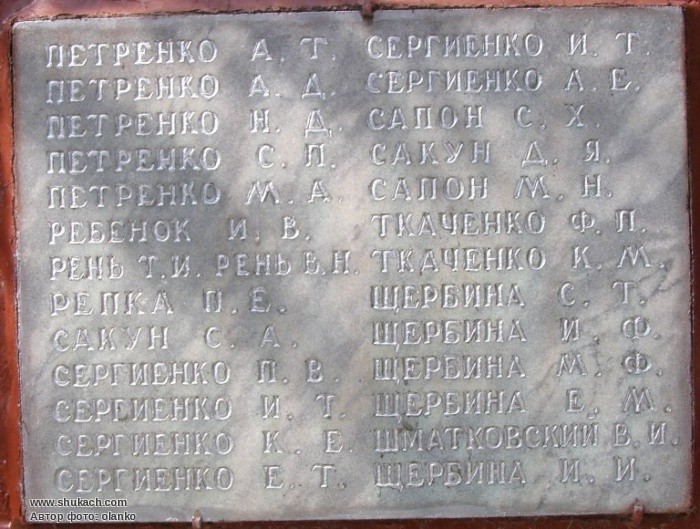 ПЕТРЕНКО А. Т.
ПЕТРЕНКО А. Д.
ПЕТРЕНКО Н. Д.
ПЕТРЕНКО С. П.
ПЕТРЕНКО М. А.
РЕБЕНОК И. В.
РЕНЬ Т. И. РЕНЬ В. Н.
РЕПКА П. Е.
САКУН С. А.
СЕРГИЕНКО П. В.
СЕРГИЕНКО И. Т.
СЕРГИЕНКО К. Е.
СЕРГИЕНКО Е. Т.
СЕРГИЕНКО И. Т.
СЕРГИЕНКО А. Е.
САПОН С. Х.
САКУН Д. Я.
САПОН М. Н.
ТКАЧЕНКО Ф. П.
ТКАЧЕНКО К. М.
ЩЕРБИНА С. Т.
ЩЕРБИНА И. Ф.
ЩЕРБИНА М. Ф.
ЩЕРБИНА Е. М.
ШМАТКОВСКИЙ В. И.
ЩЕРБИНА И. И.
www.shukach.com
Автор фото: olanko